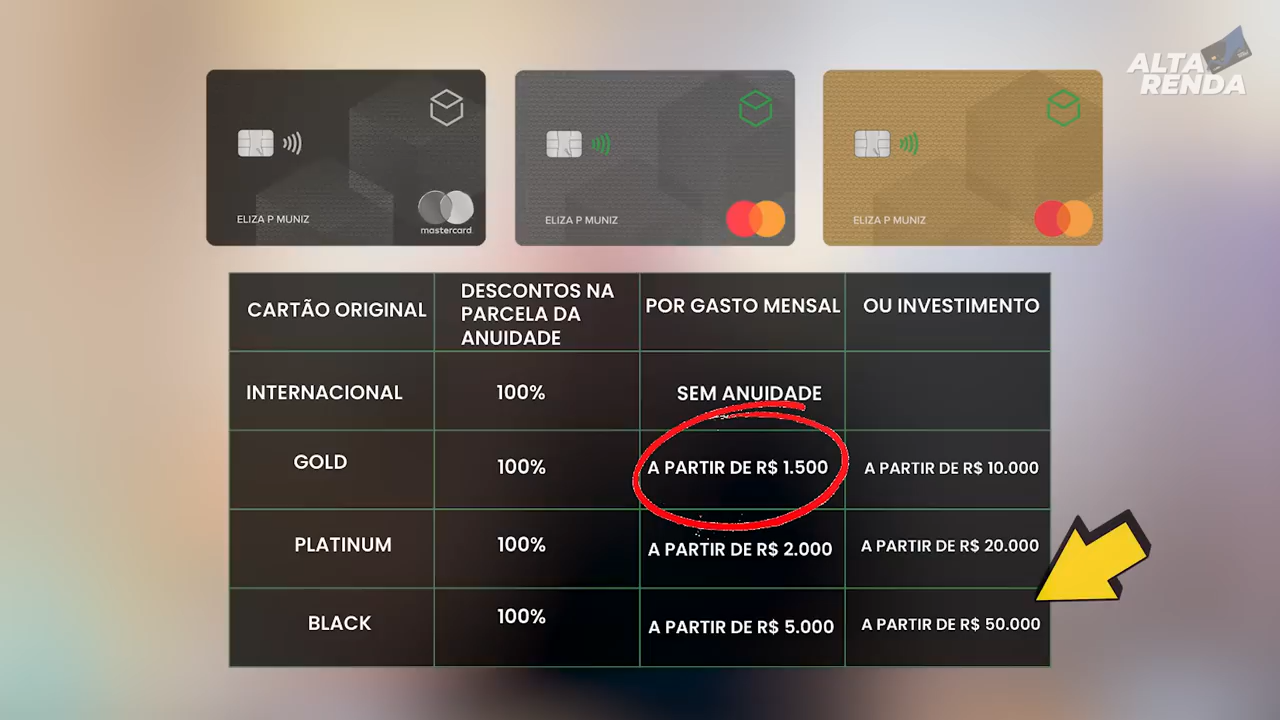 ALTA
RENDA
ELIZA P MUNIZ
mastercard
ELIZA P MUNIZ
ELIZA P MUNIZ
CARTÃO ORIGINAL
DESCONTOS NA
PARCELA DA
ANUIDADE
POR GASTO MENSAL
OU INVESTIMENTO
INTERNACIONAL
100%
SEM ANUIDADE
GOLD
100%
A PARTIR DE R$ 1.500
A PARTIR DE R$ 10.000
PLATINUM
100%
A PARTIR DE R$ 2.000
A PARTIR DE R$ 20.000
BLACK
100%
A PARTIR DE R$ 5.000
A PARTIR DE R$ 50.000